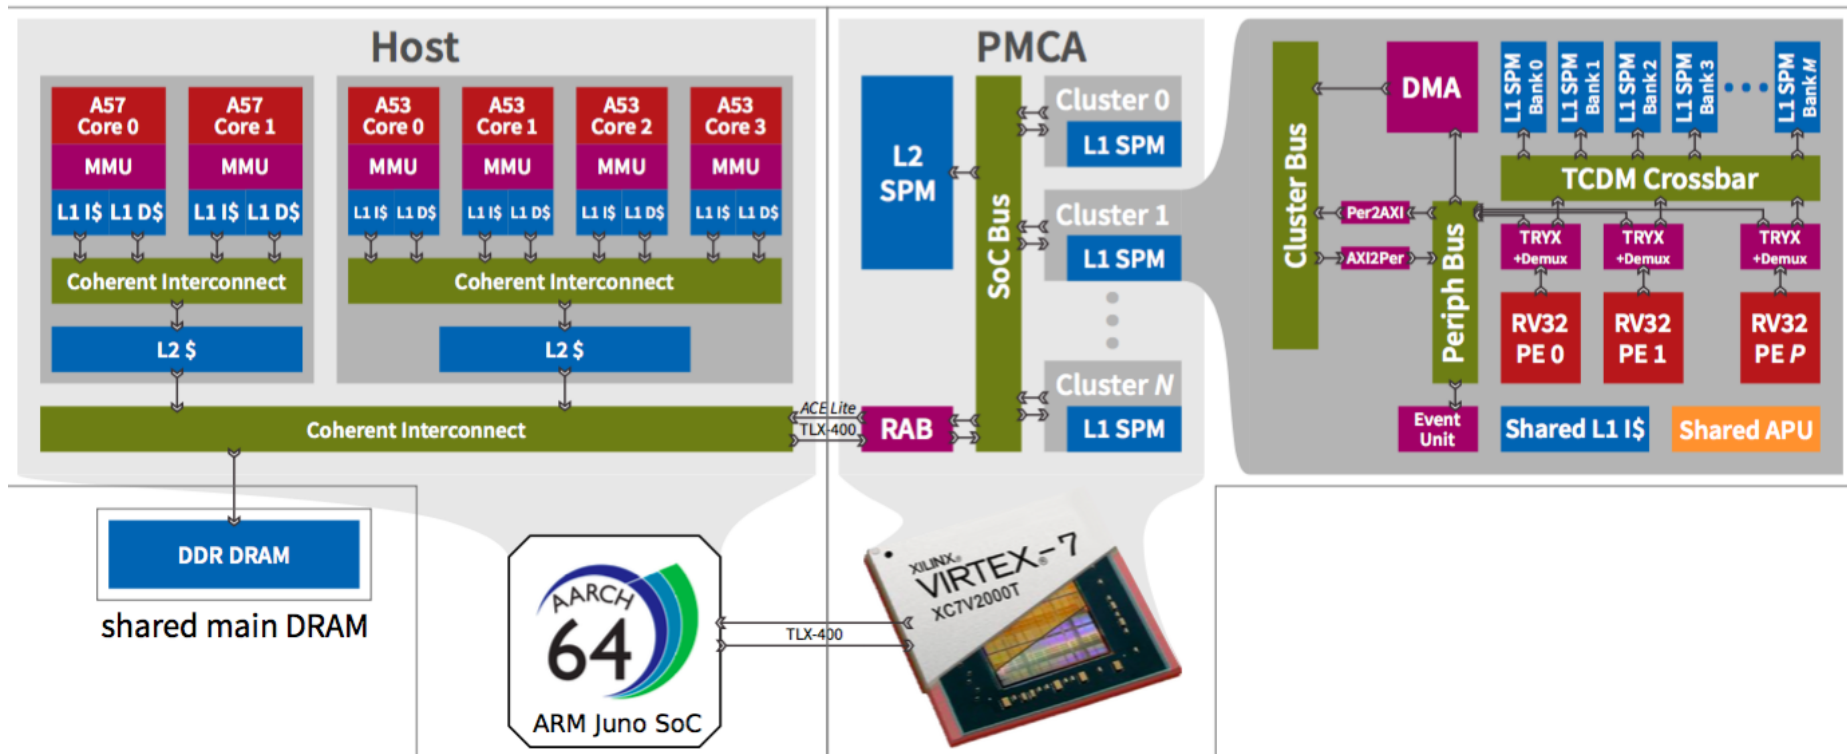 Host
A57
Core 0
MMU
L1 I$ L1 D$
A57
Core 1
MMU
L1 I$ L1 D$
Coherent Interconnect
L2 $
A53
Core 0
MMU
L1 I$ L1 D$
A53
Core 1
MMU
L1 I$ L1 D$
A53
Core 2
MMU
L1 I$ L1 D$
A53
Core 3
MMU
L1 I$ L1 D$
Coherent Interconnect
L2 $
Coherent Interconnect
ACE Lite
TLX-400
DDR DRAM
shared main DRAM
AARCH
64
ARM Juno SoC
TLX-400
PMCA
L2
SPM
SoC Bus
RAB
Cluster 0
L1 SPM
Cluster 1
L1 SPM
Cluster N
L1 SPM
XILINX®
VIRTEX®-7
XC7V2000T
Cluster Bus
DMA
Per2AXI
AXI2Per
Periph Bus
Event
Unit
L1 SPM
Bank 0
L1 SPM
Bank 1
L1 SPM
Bank 2
L1 SPM
Bank 3
L1 SPM
Bank M
TCDM Crossbar
TRYX
+Demux
TRYX
+Demux
TRYX
+Demux
RV32
PE 0
RV32
PE 1
RV32
PE P
Shared L1 I$
Shared APU